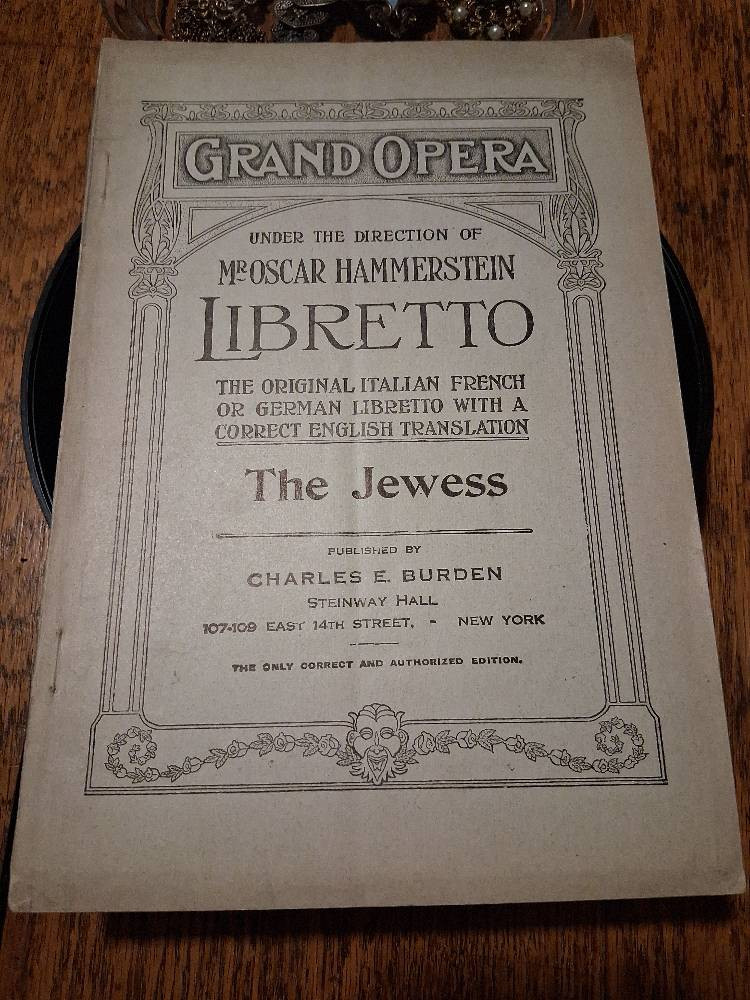 GRAND OPERA
UNDER THE DIRECTION OF
MR OSCAR HAMMERSTEIN
LIBRETTO
THE ORIGINAL ITALIAN FRENCH
OR GERMAN LIBRETTO WITH A
CORRECT ENGLISH TRANSLATION
The Jewess
PUBLISHED BY
CHARLES E. BURDEN
STEINWAY HALL
107-109 EAST 14TH STREET, - NEW YORK
THE ONLY CORRECT AND AUTHORIZED EDITION.